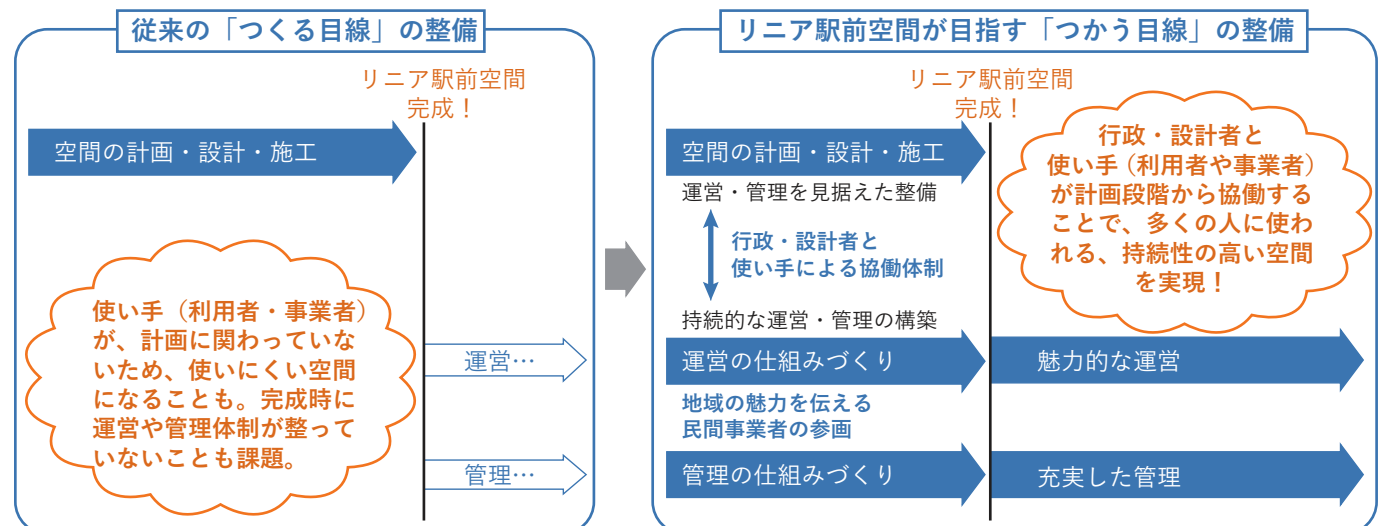 従来の「つくる目線」の整備
リニア駅前空間
完成！
空間の計画・設計・施工
使い手（利用者・事業者）
が、計画に関わっていな
いため、使いにくい空間
になることも。完成時に
運営や管理体制が整って
いないことも課題。
運営…
管理…
リニア駅前空間が目指す「つかう目線」の整備
リニア駅前空間
完成！
空間の計画・設計・施工
運営・管理を見据えた整備
行政・設計者と
使い手による協働体制
持続的な運営・管理の構築
運営の仕組みづくり
地域の魅力を伝える
民間事業者の参画
管理の仕組みづくり
行政・設計者と
使い手（利用者や事業者）
が計画段階から協働する
ことで、多くの人に使わ
れる、持続性の高い空間
を実現！
魅力的な運営
充実した管理